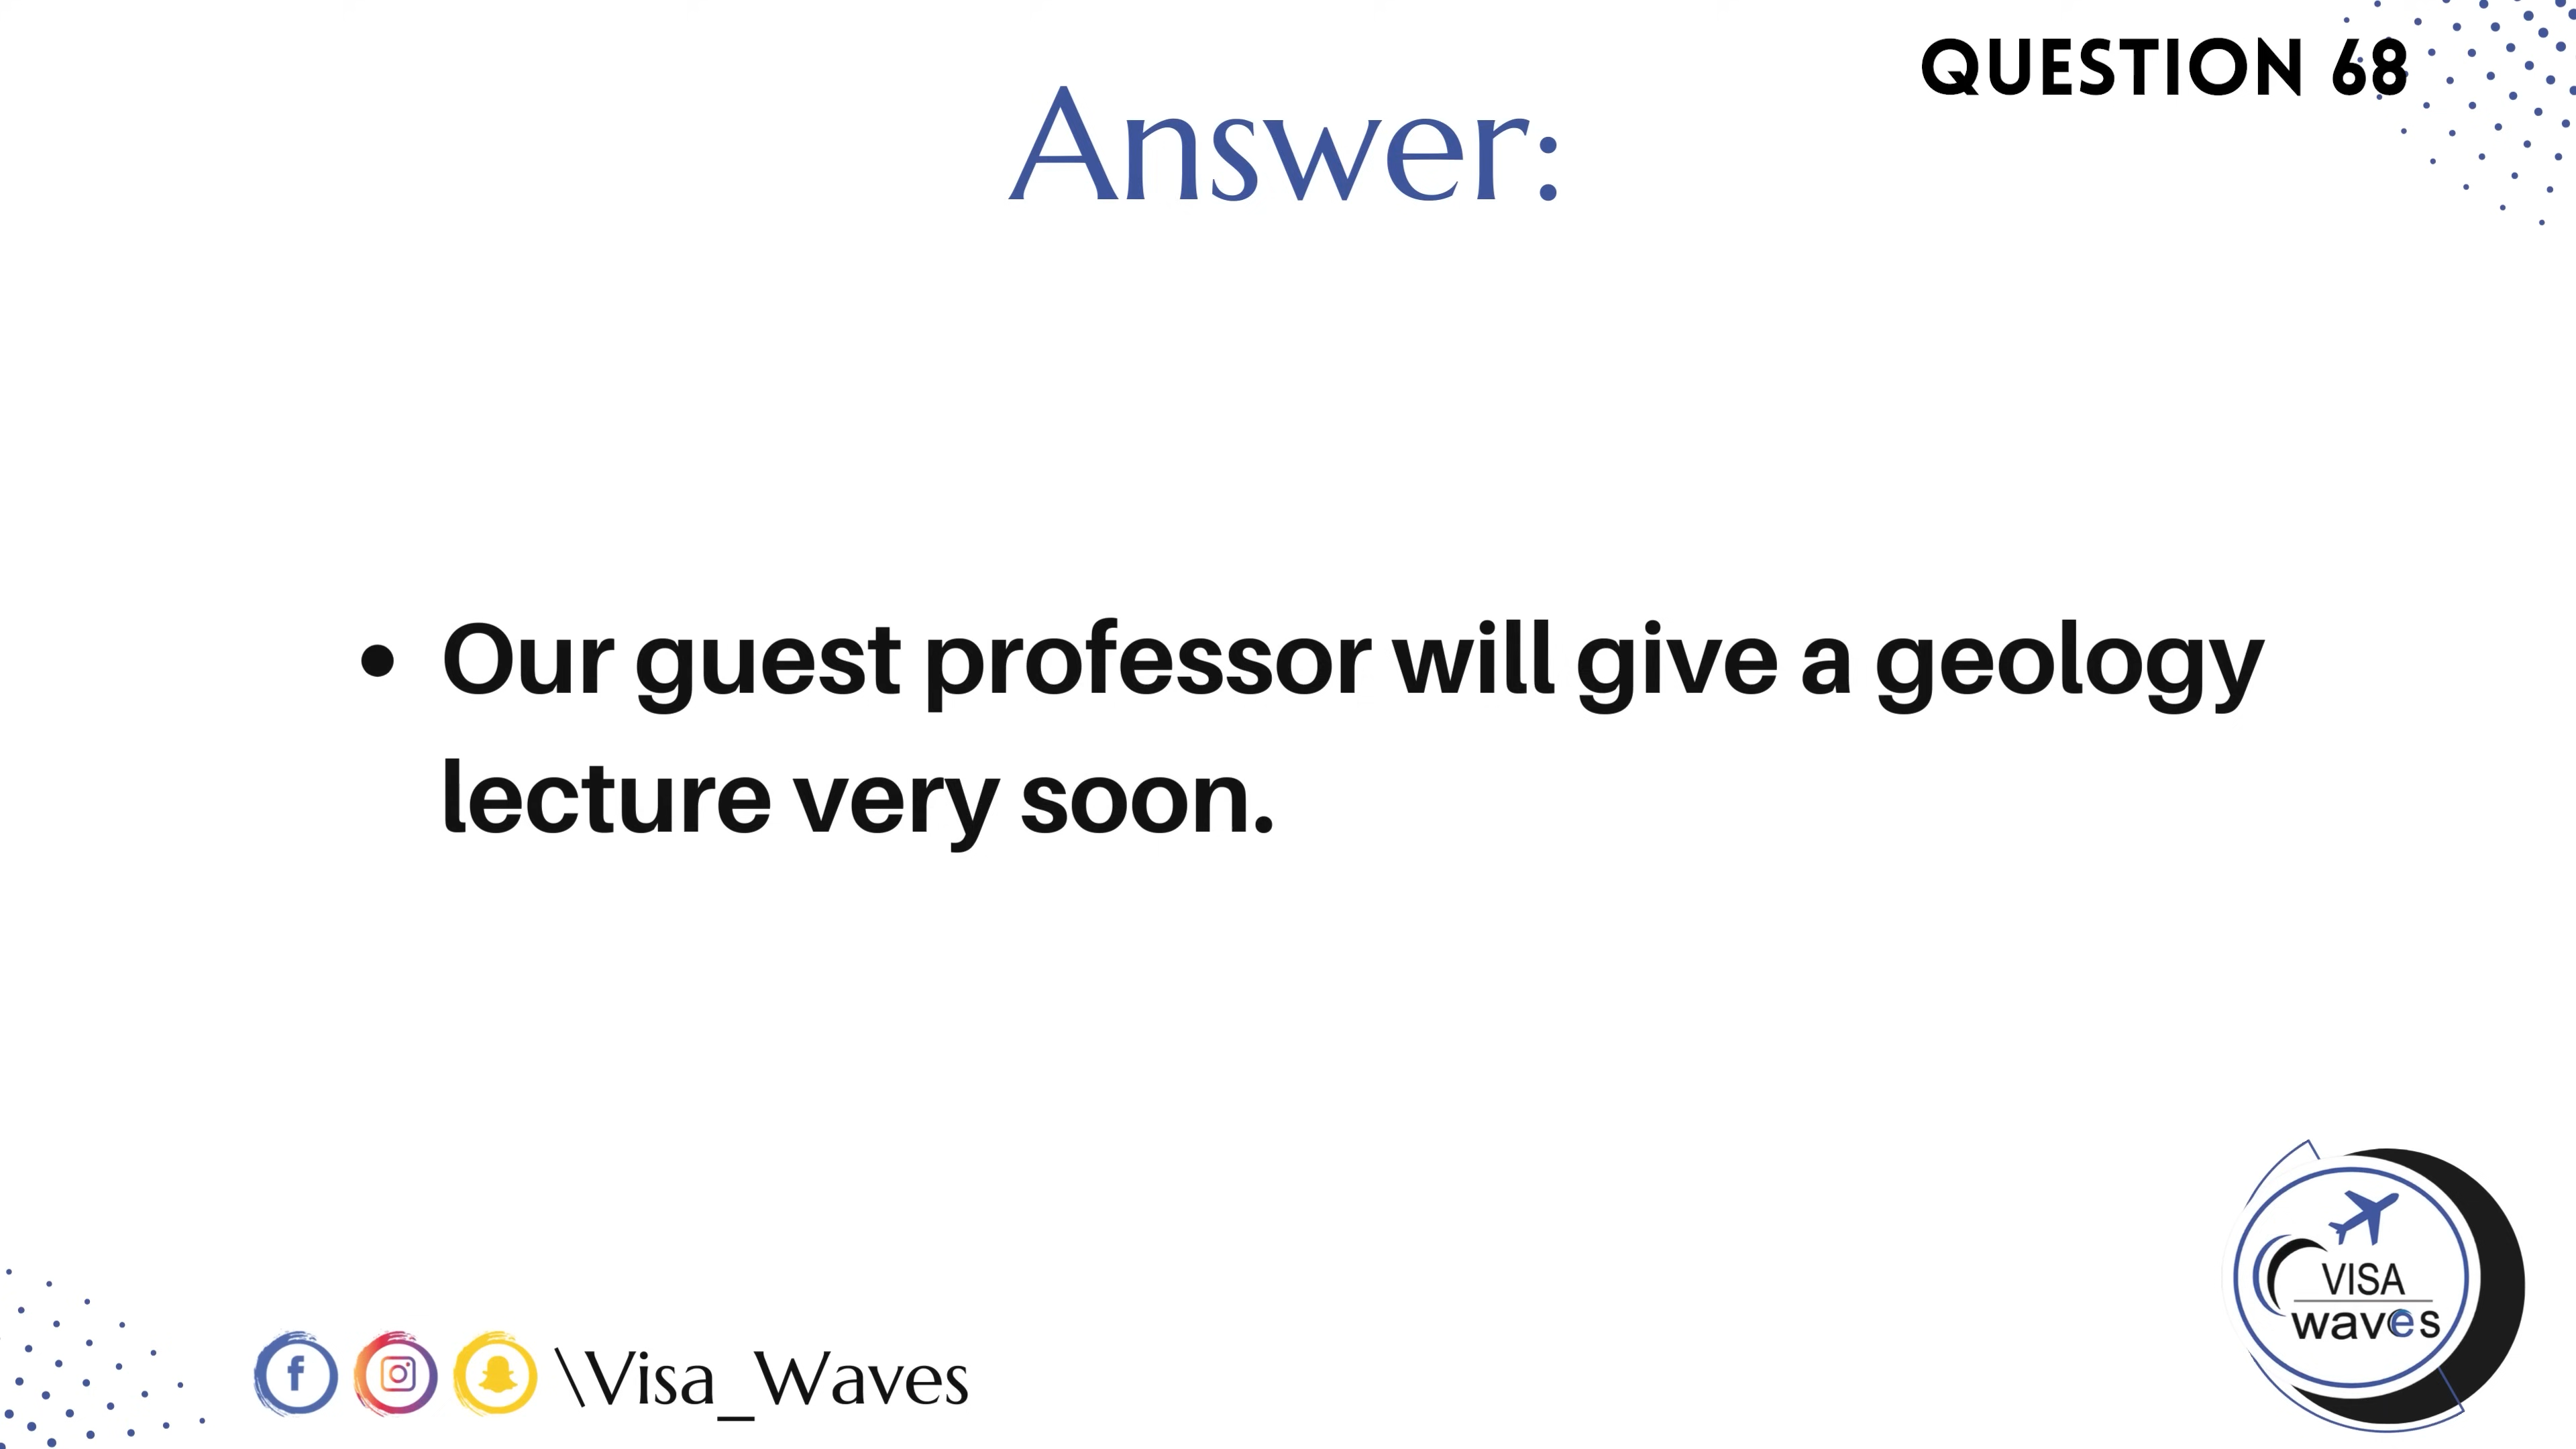 QUESTION 68
Answer:
• Our guest professor will give a geology
lecture very soon.
\Visa_Waves
VISA
waves